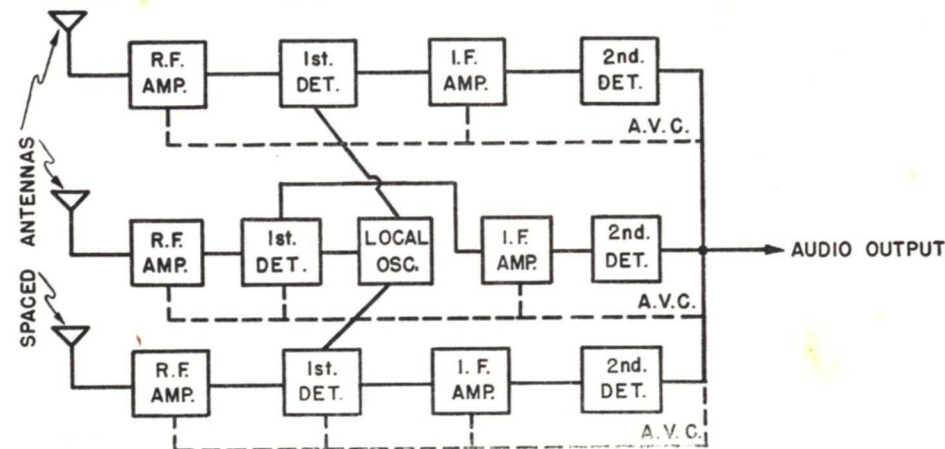 R.F.
AMP.
1st.
DET.
I.F.
AMP.
2nd.
DET.
A.V.C.
SPACED ANTENNAS
R.F.
AMP.
1st.
DET.
LOCAL
OSC.
I.F.
AMP.
2nd.
DET.
AUDIO OUTPUT
A.V.C.
R.F.
AMP.
1st.
DET.
I. F.
AMP.
2nd.
DET.
A.V.C.